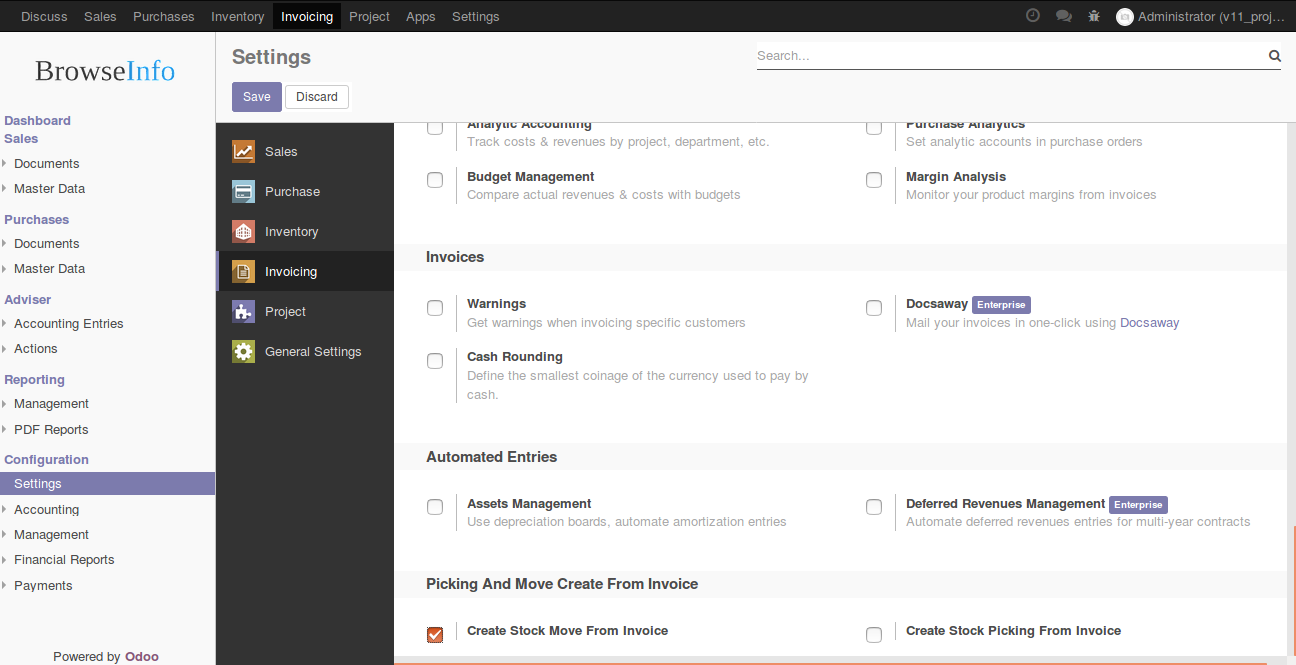 Discuss Sales Purchases Inventory Invoicing Project Apps Settings Administrator (v11_proj...
BrowseInfo
Dashboard
Sales
Documents
Master Data
Purchases
Documents
Master Data
Adviser
Accounting Entries
Actions
Reporting
Management
PDF Reports
Configuration
Settings
Accounting
Management
Financial Reports
Payments
Powered by Odoo
Settings
Search...
Save Discard
Sales
Purchase
Inventory
Invoicing
Project
General Settings
Analytic Accounting
Track costs & revenues by project, department, etc.
Purchase Analytics
Set analytic accounts in purchase orders
Budget Management
Compare actual revenues & costs with budgets
Margin Analysis
Monitor your product margins from invoices
Invoices
Warnings
Get warnings when invoicing specific customers
Docsaway Enterprise
Mail your invoices in one-click using Docsaway
Cash Rounding
Define the smallest coinage of the currency used to pay by
cash.
Automated Entries
Assets Management
Use depreciation boards, automate amortization entries
Deferred Revenues Management Enterprise
Automate deferred revenues entries for multi-year contracts
Picking And Move Create From Invoice
Create Stock Move From Invoice
Create Stock Picking From Invoice